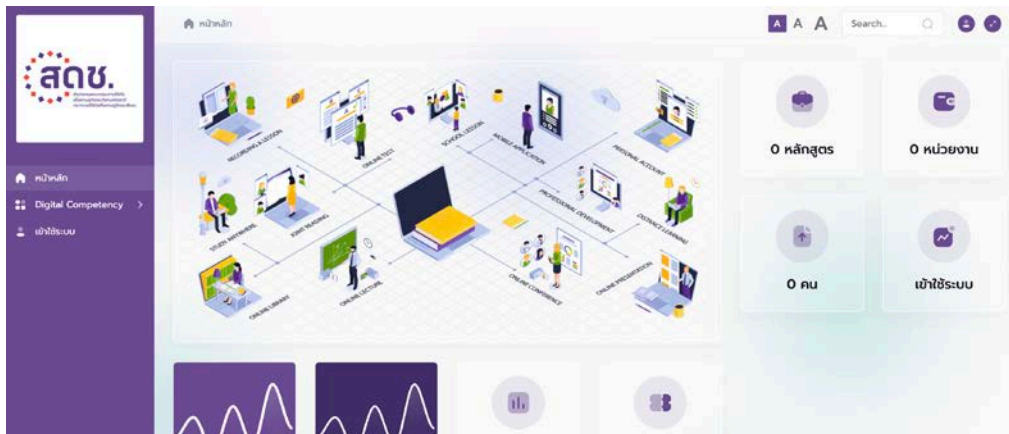 สดช.
หน้าหลัก
Digital Competency
เข้าใช้ระบบ
หน้าหลัก
A A A
Search..
RECORDING A LESSON
ONLINE TECT
SCHOOL LESSON
MOBILE APPLICATION
PERSONAL ACCOUNT
STUDY ANYWHERE
JOINT READING
PROFESSIONAL DEVELOPMENT
DISTANCE LEARNING
ONLINE LIBRARY
ONLINE LECTURE
ONLINE CONFERENCE
ONLINE PRESENTATION
0 หลักสูตร
0 หน่วยงาน
0 คน
เข้าใช้ระบบ